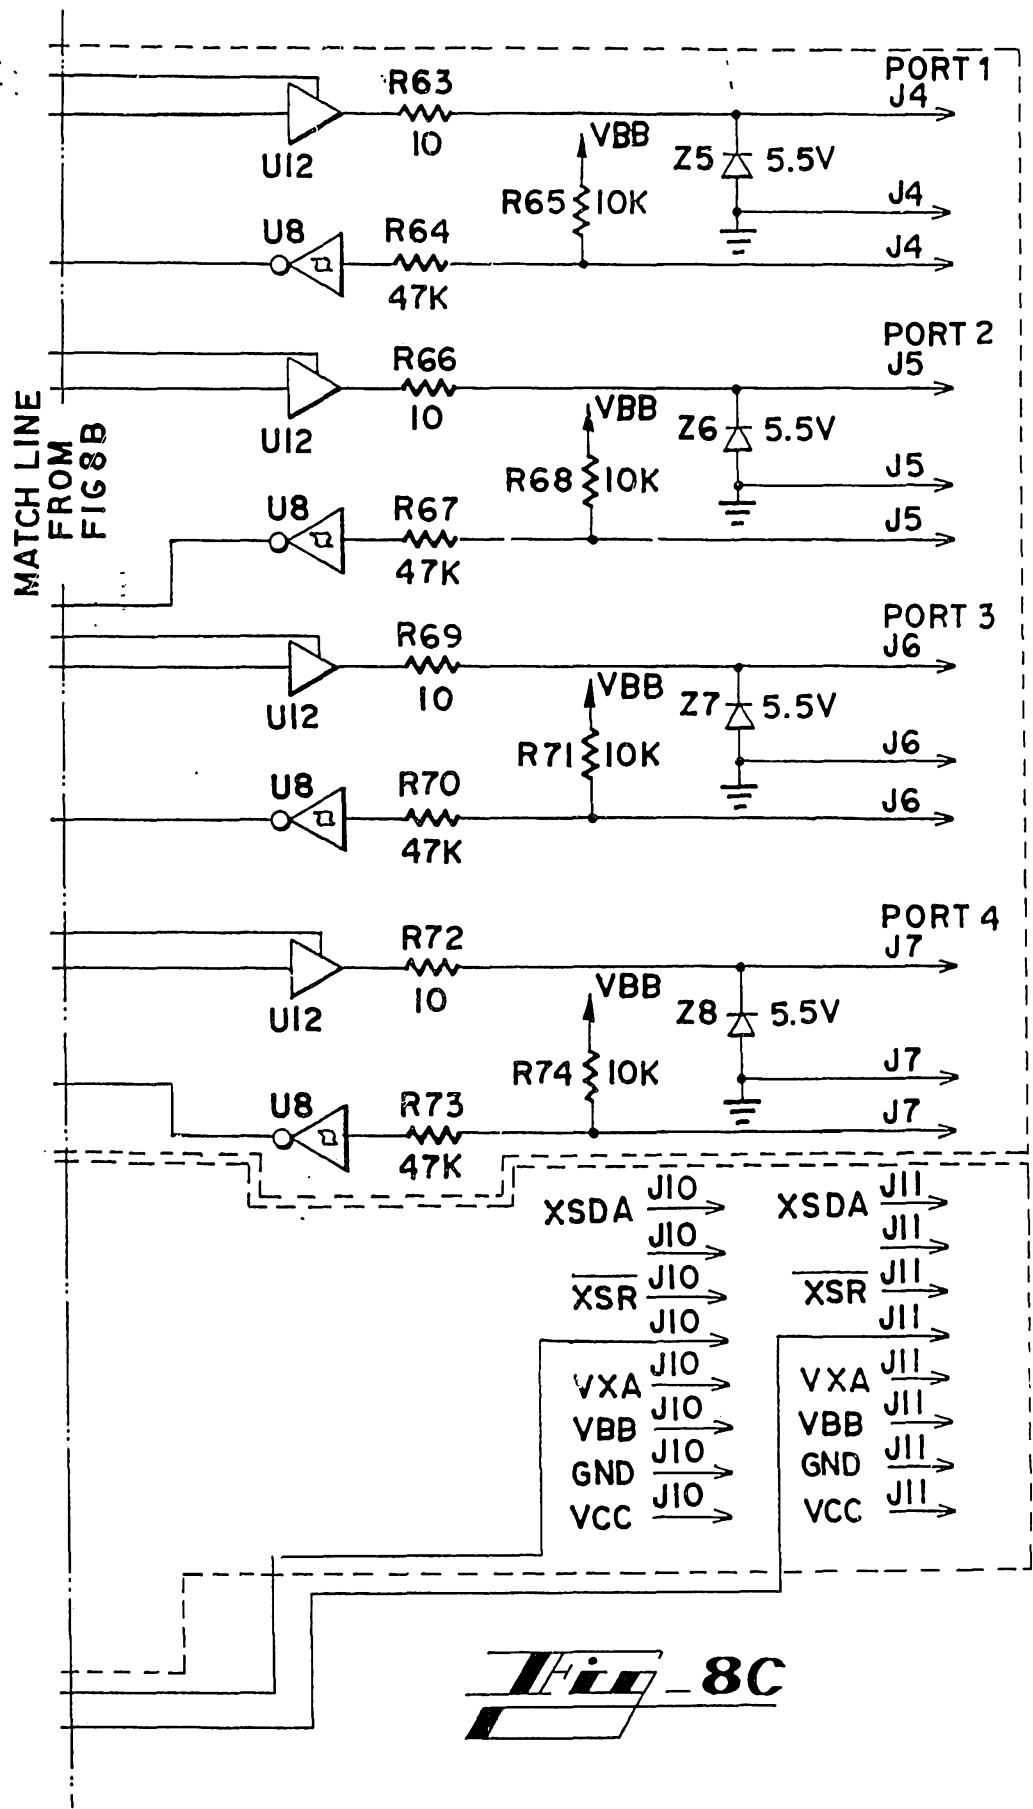 PORT 1
R63
J4
10
VBB
Z5 5.5V
U12
R65 10K
J4
U8
R64
J4
47K
PORT 2
R66
J5
10
VBB
Z6 5.5V
U12
MATCH LINE
FROM
FIG 8B
R68 10K
J5
U8
R67
J5
47K
PORT 3
R69
J6
10
VBB
Z7 5.5V
U12
R71 10K
J6
U8
R70
J6
47K
PORT 4
R72
J7
10
VBB
Z8 5.5V
U12
R74 10K
J7
U8
R73
J7
47K
XSDA J10
XSDA J11
J10
J11
XSR J10
XSR J11
J10
J11
VXA J10
VXA J11
VBB J10
VBB J11
GND J10
GND J11
VCC J10
VCC J11
Fig_8C